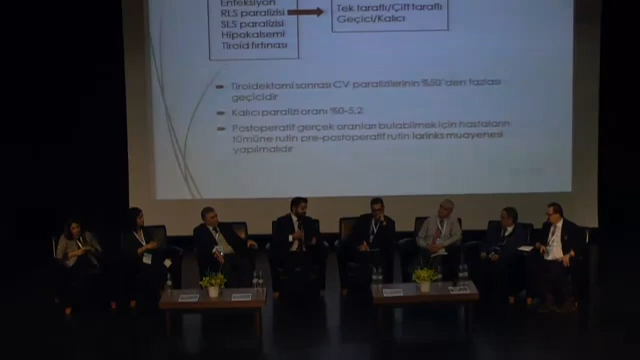 Enfeksiyon
RLS paralizisi
SLS paralizisi
Hipokalsemi
Tiroid fırtınası
Tek taraflı/Çift taraflı
Geçici/Kalıcı
Tiroidektomi sonrası CV paralizilerinin %50'den fazlası
geçicidir
Kalıcı paralizi oranı %0-5,2
Postoperatif gerçek oranları bulabilmek için hastaların
tümüne rutin pre-postoperatif rutin larinks muayenesi
yapılmalıdır